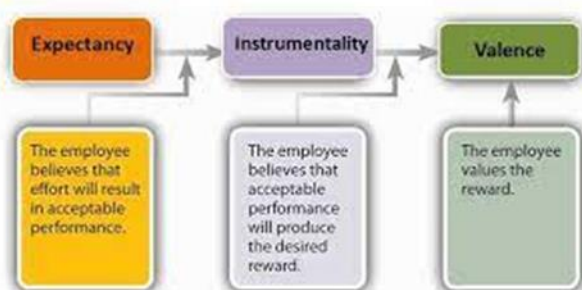 Expectancy
Instrumentality
Valence
The employee
believes that
effort will result
in acceptable
performance.
The employee
believes that
acceptable
performance
will produce
the desired
reward.
The employee
values the
reward.